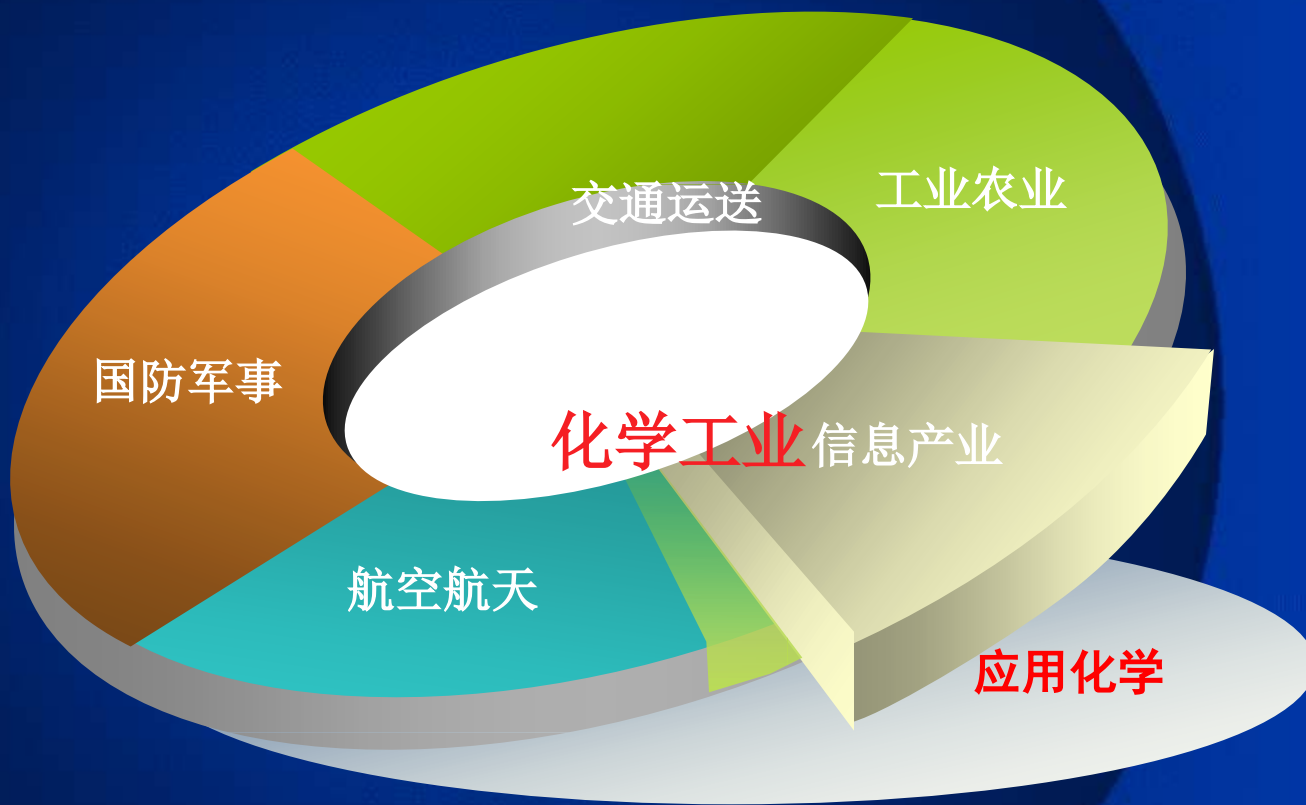 交通运送
工业农业
国防军事
化学工业
信息产业
航空航天
应用化学